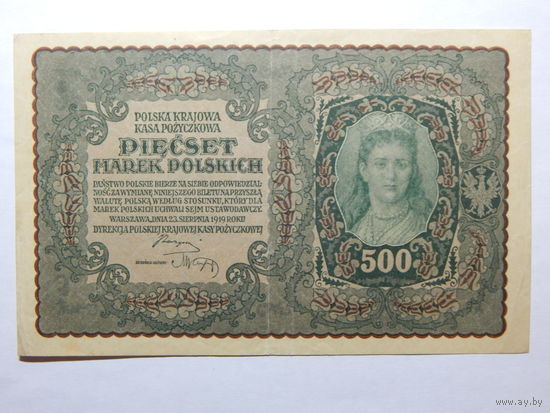 POLSKA KRAJOWA
KASA POŻYCZKOWA
PIĘĆSET
MAREK POLSKICH
PAŃSTWO POLSKIE BIERZE NA SIEBIE ODPOWIEDZIAL
NOŚĆ ZA WYMIANĘ NINIEJSZEGO BILETU NA PRZYSZŁĄ
WALUTĘ POLSKĄ WEDŁUG STOSUNKU, KTÓRY DLA
MAREK POLSKICH UCHWALI SEJM USTAWODAWCZY.
WARSZAWA, DNIA 23. SIERPNIA 1919 ROKU
DYREKCJA POLSKIEJ KRAJOWEJ KASY POŻYCZKOWEJ
500
www.ay.by